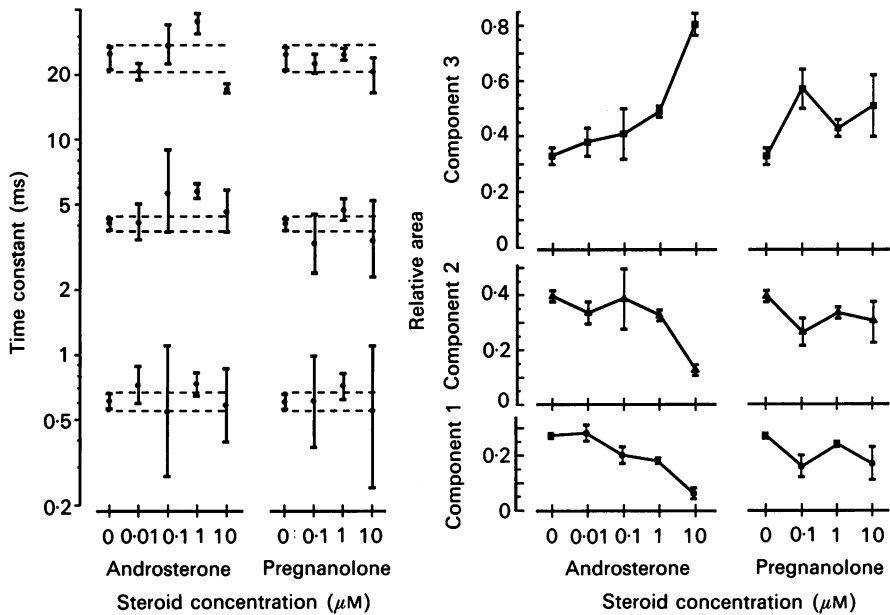 Time constant (ms)
20
10
5
2
1
0·5
0·2
0 0·01 0·1 1 10
Androsterone
0 0·1 1 10
Pregnanolone
Steroid concentration (μM)
Relative area
Component 3
0·8
0·6
0·4
0·2
0
Component 2
0·4
0·2
0
Component 1
0·2
0
0 0·01 0·1 1 10
Androsterone
0 0·1 1 10
Pregnanolone
Steroid concentration (μM)